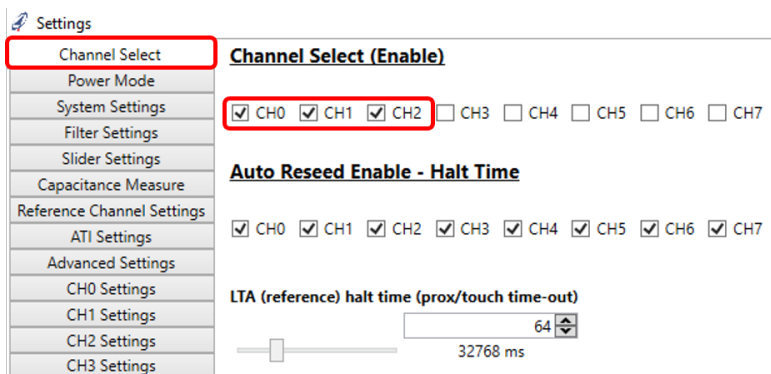 Settings
Channel Select
Power Mode
System Settings
Filter Settings
Slider Settings
Capacitance Measure
Reference Channel Settings
ATI Settings
Advanced Settings
CH0 Settings
CH1 Settings
CH2 Settings
CH3 Settings
Channel Select (Enable)
CH0 CH1 CH2 CH3 CH4 CH5 CH6 CH7
Auto Reseed Enable - Halt Time
CH0 CH1 CH2 CH3 CH4 CH5 CH6 CH7
LTA (reference) halt time (prox/touch time-out)
64
32768 ms